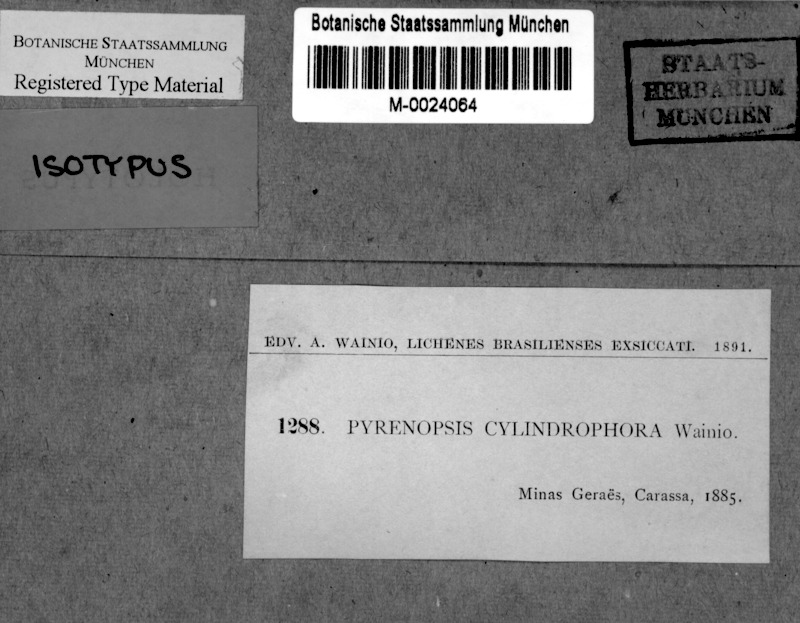 BOTANISCHE STAATSSAMMLUNG
MÜNCHEN
Registered Type Material
Botanische Staatssammlung München
M-0024064
STAATS-
HERBARIUM
MÜNCHEN
ISOTYPUS
EDV. A. WAINIO, LICHENES BRASILIENSES EXSICCATI. 1891.
1288. PYRENOPSIS CYLINDROPHORA Wainio.
Minas Geraës, Carassa, 1885.